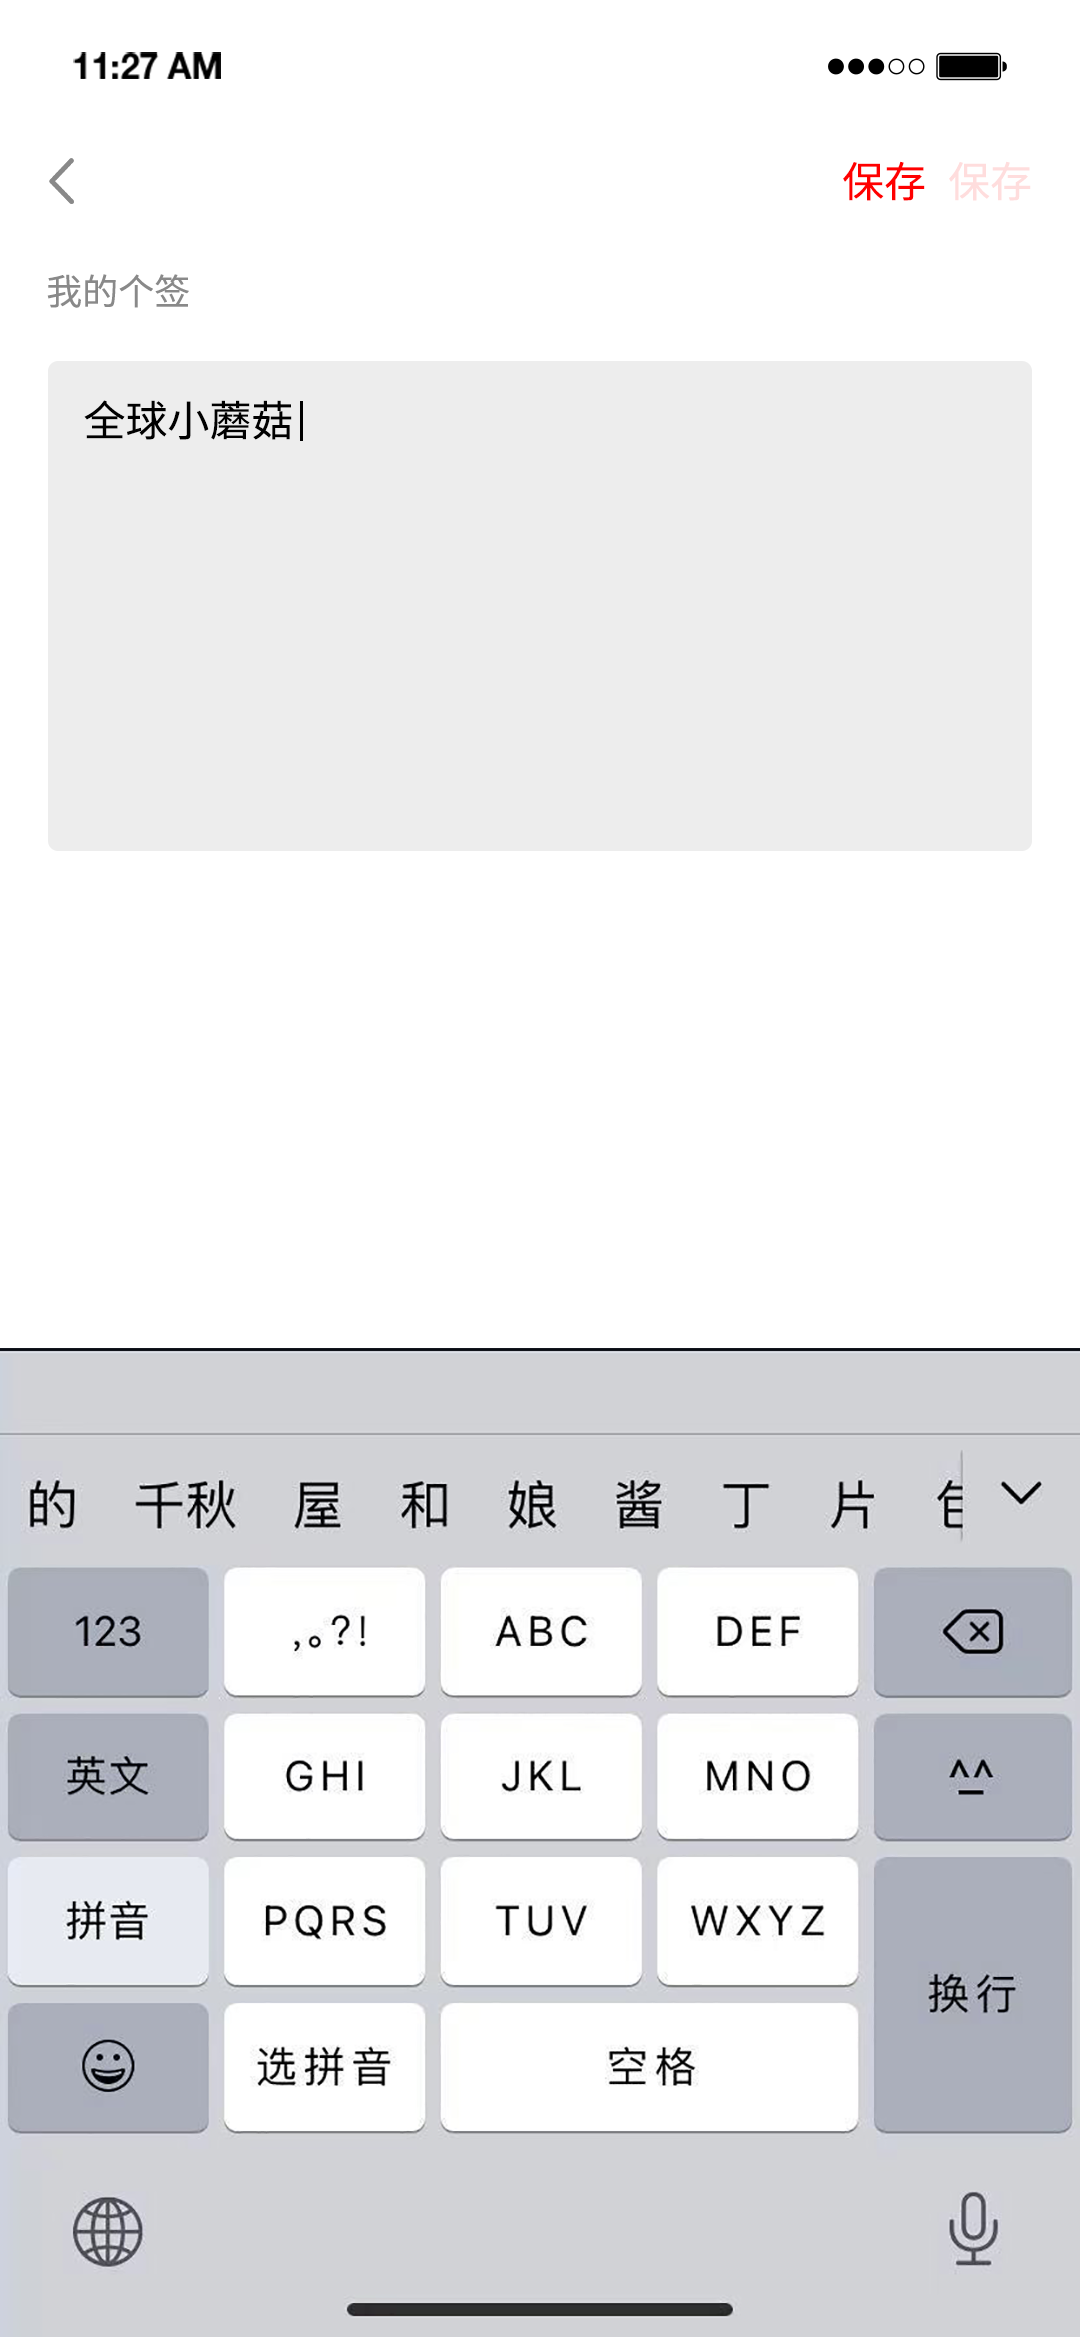 11:27 AM
保存 保存
我的个签
全球小蘑菇
的 千秋 屋 和 娘 酱 丁 片
123 ,。?! ABC DEF
英文 GHI JKL MNO ^^
拼音 PQRS TUV WXYZ
换行
选拼音 空格